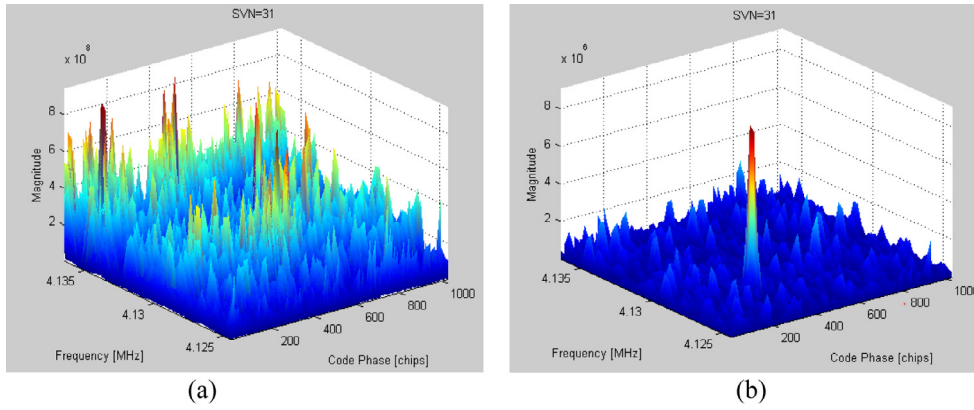 SVN=31
x 10^8
8
6
4
2
Magnitude
4.135
4.13
4.125
Frequency [MHz]
200
400
600
800
1000
Code Phase [chips]
(a)
SVN=31
x 10^6
8
6
4
2
Magnitude
4.135
4.13
4.125
Frequency [MHz]
200
400
600
800
1000
Code Phase [chips]
(b)